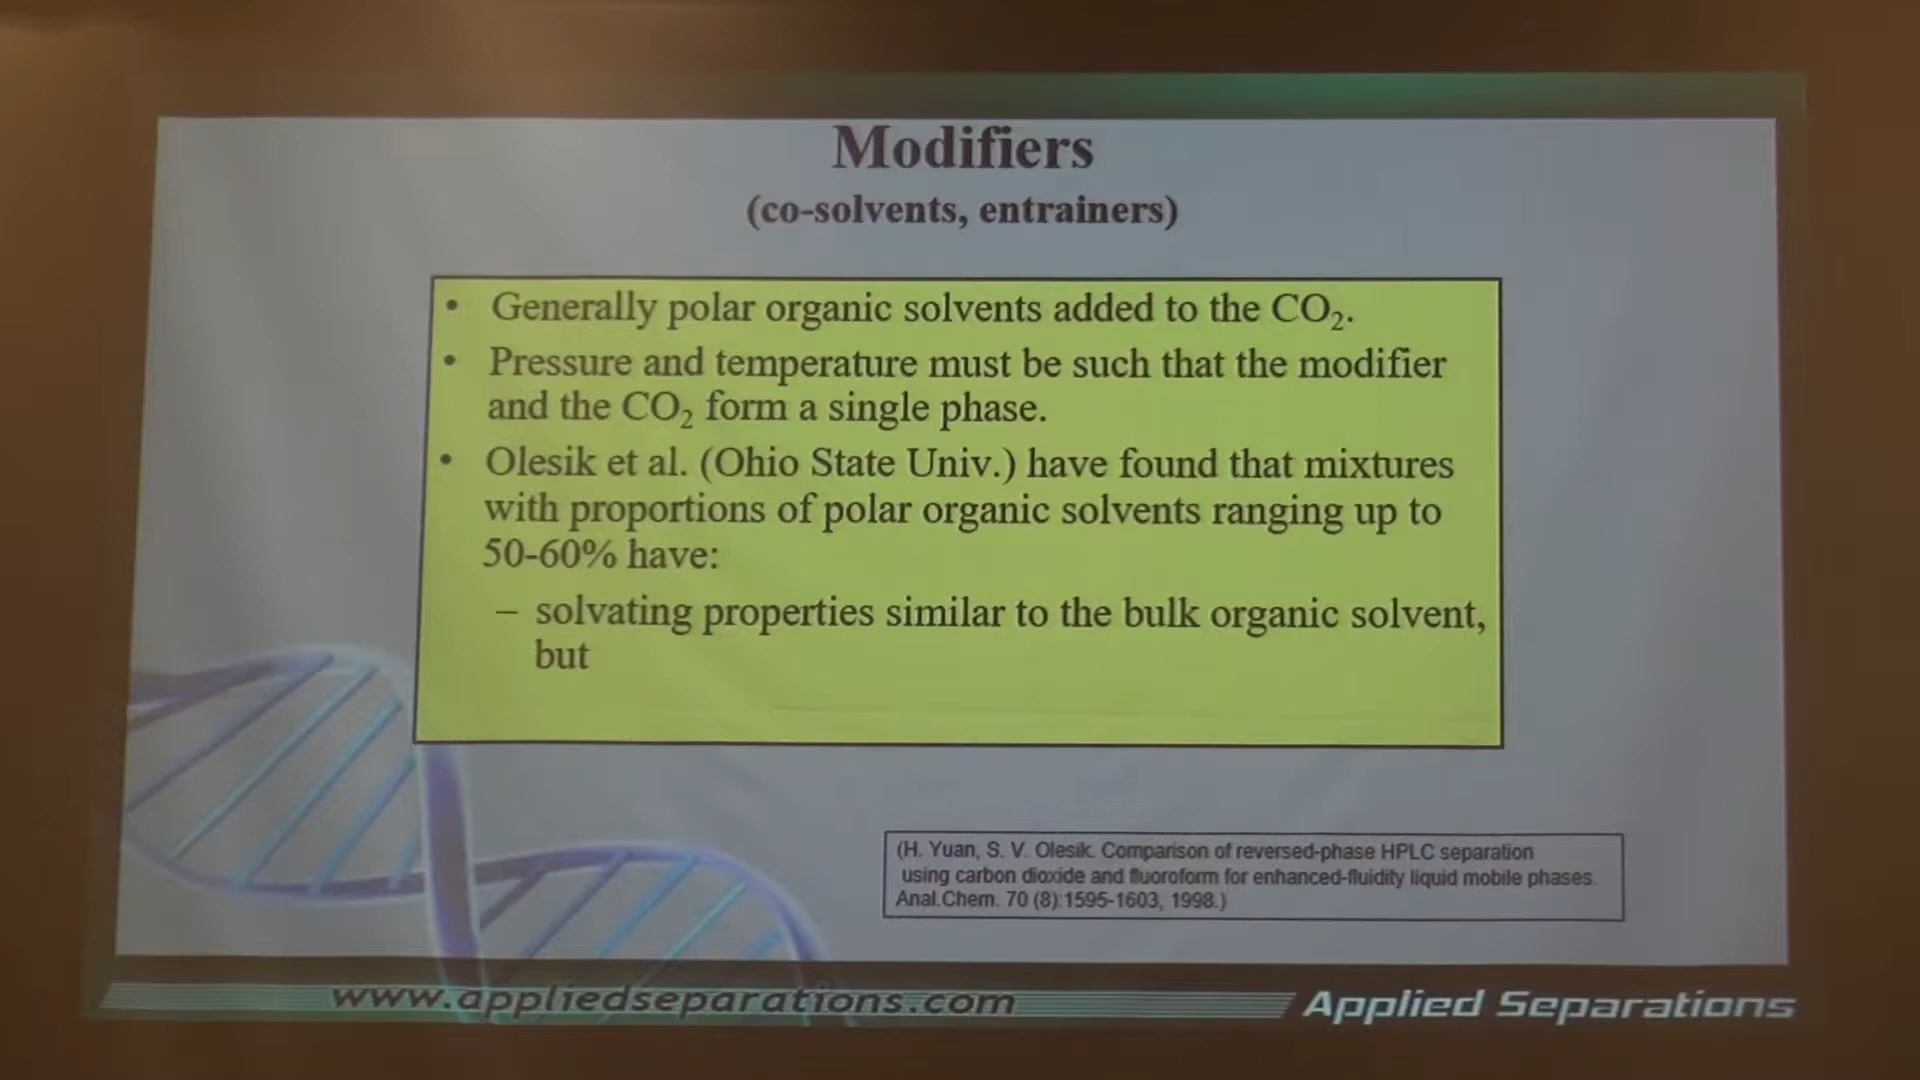 Modifiers
(co-solvents, entrainers)
• Generally polar organic solvents added to the CO₂.
• Pressure and temperature must be such that the modifier
and the CO₂ form a single phase.
• Olesik et al. (Ohio State Univ.) have found that mixtures
with proportions of polar organic solvents ranging up to
50-60% have:
– solvating properties similar to the bulk organic solvent,
but
(H. Yuan, S. V. Olesik. Comparison of reversed-phase HPLC separation
using carbon dioxide and fluoroform for enhanced-fluidity liquid mobile phases.
Anal.Chem. 70 (8):1595-1603, 1998.)
www.appliedseparations.com
Applied Separations